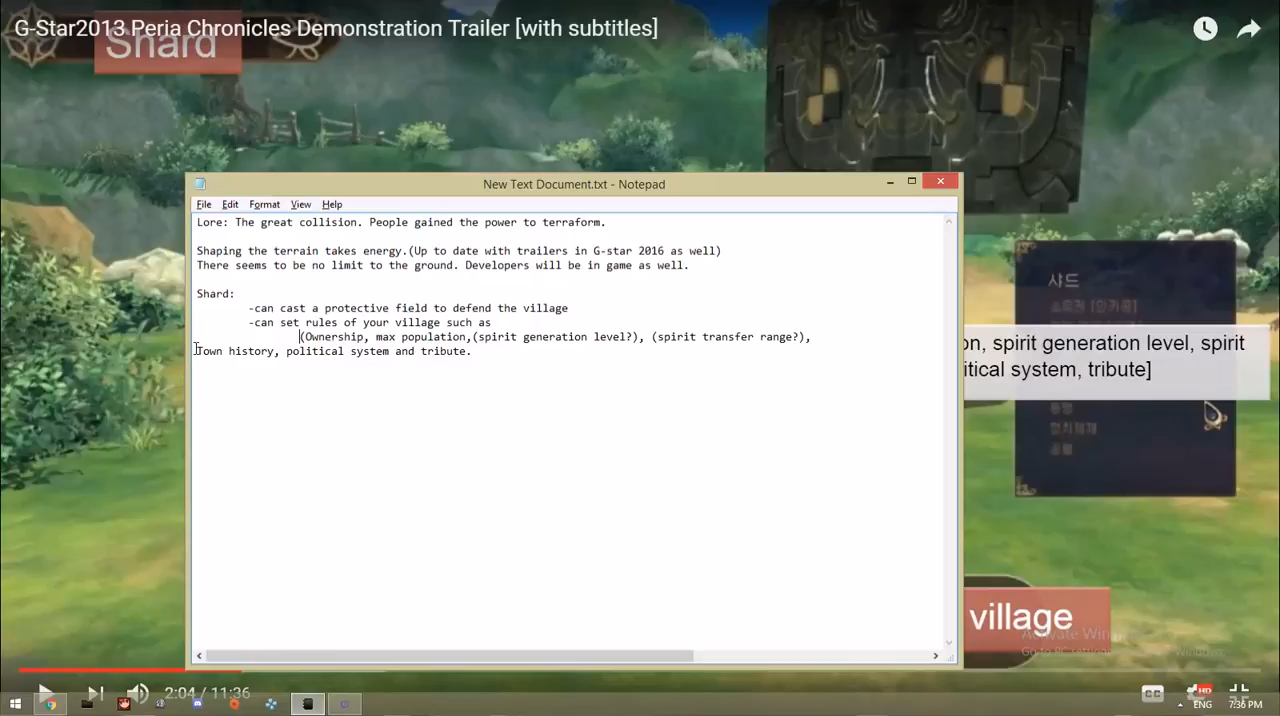 G-Star2013 Peria Chronicles Demonstration Trailer [with subtitles]
Shard
New Text Document.txt - Notepad
File Edit Format View Help
Lore: The great collision. People gained the power to terraform.
Shaping the terrain takes energy.(Up to date with trailers in G-star 2016 as well)
There seems to be no limit to the ground. Developers will be in game as well.
Shard:
-can cast a protective field to defend the village
-can set rules of your village such as
(Ownership, max population,(spirit generation level?), (spirit transfer range?),
Town history, political system and tribute.
샤드
on, spirit generation level, spirit
itical system, tribute]
village
2:04 / 11:36
CC
HD
ENG
7:36 PM